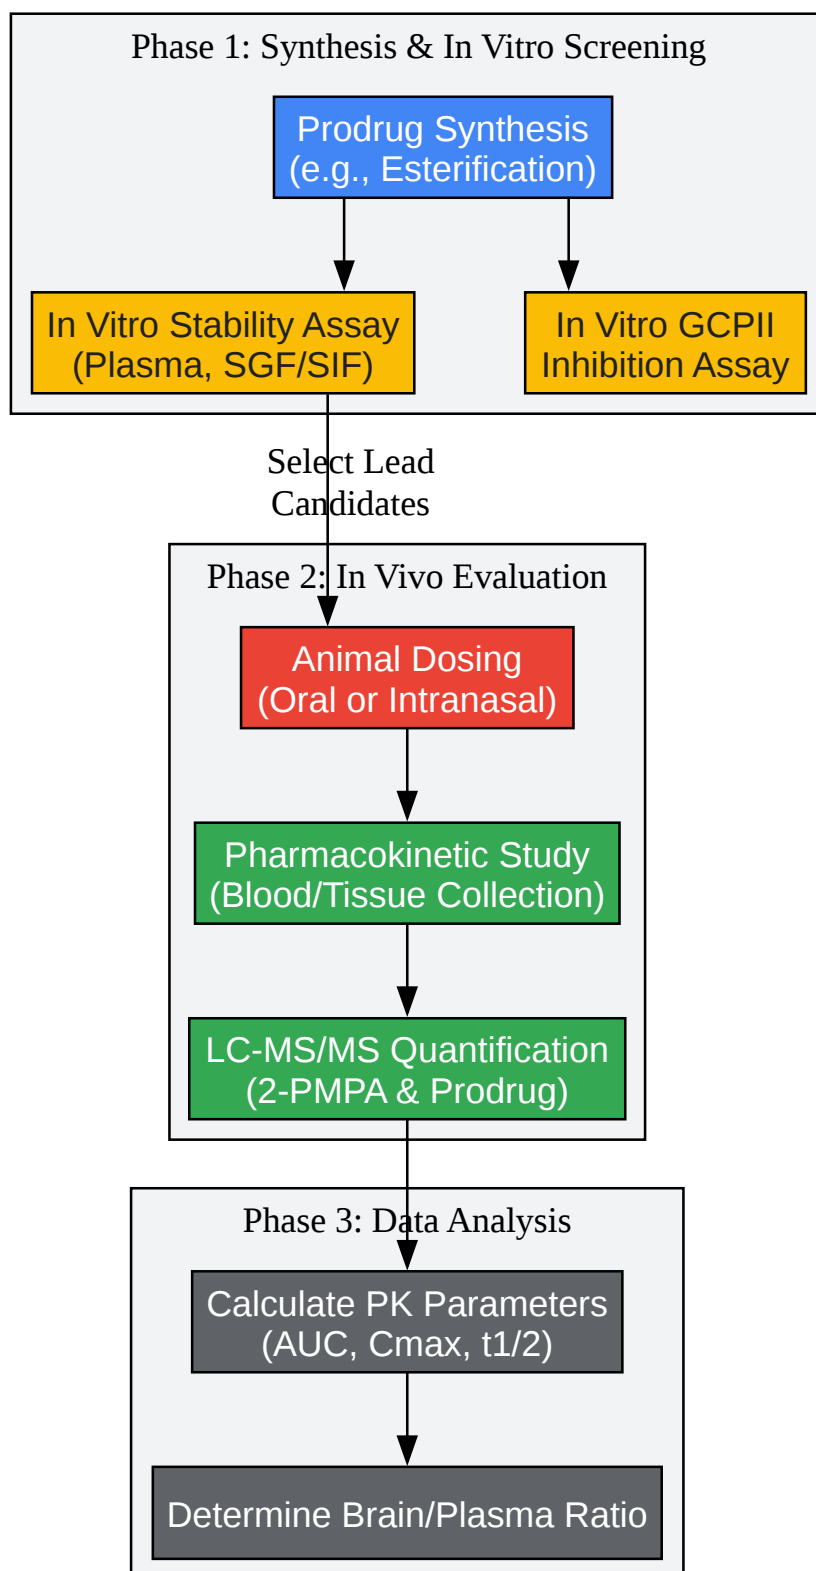 Phase 1: Synthesis & In Vitro Screening
Prodrug Synthesis
(e.g., Esterification)
In Vitro Stability Assay
(Plasma, SGF/SIF)
In Vitro GCPII
Inhibition Assay
Select Lead
Candidates
Phase 2: In Vivo Evaluation
Animal Dosing
(Oral or Intranasal)
Pharmacokinetic Study
(Blood/Tissue Collection)
LC-MS/MS Quantification
(2-PMPA & Prodrug)
Phase 3: Data Analysis
Calculate PK Parameters
(AUC, Cmax, t1/2)
Determine Brain/Plasma Ratio